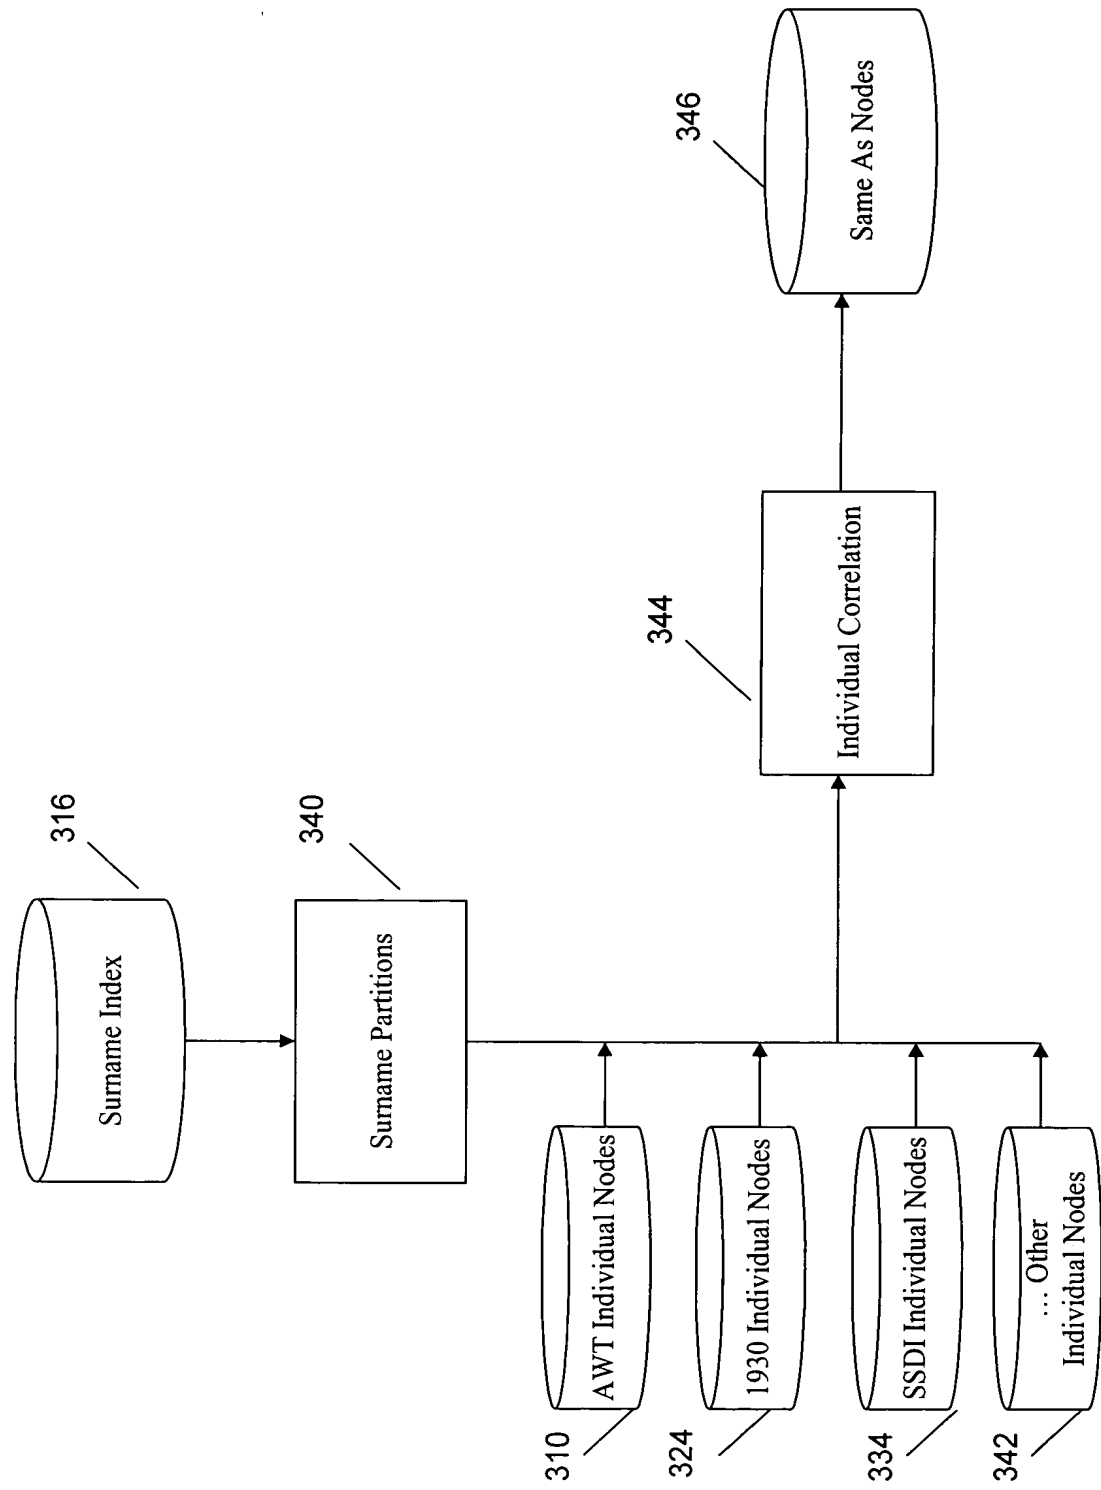 316
Surname Index
340
Surname Partitions
310
AWT Individual Nodes
324
1930 Individual Nodes
334
SSDI Individual Nodes
342
... Other
Individual Nodes
344
Individual Correlation
346
Same As Nodes